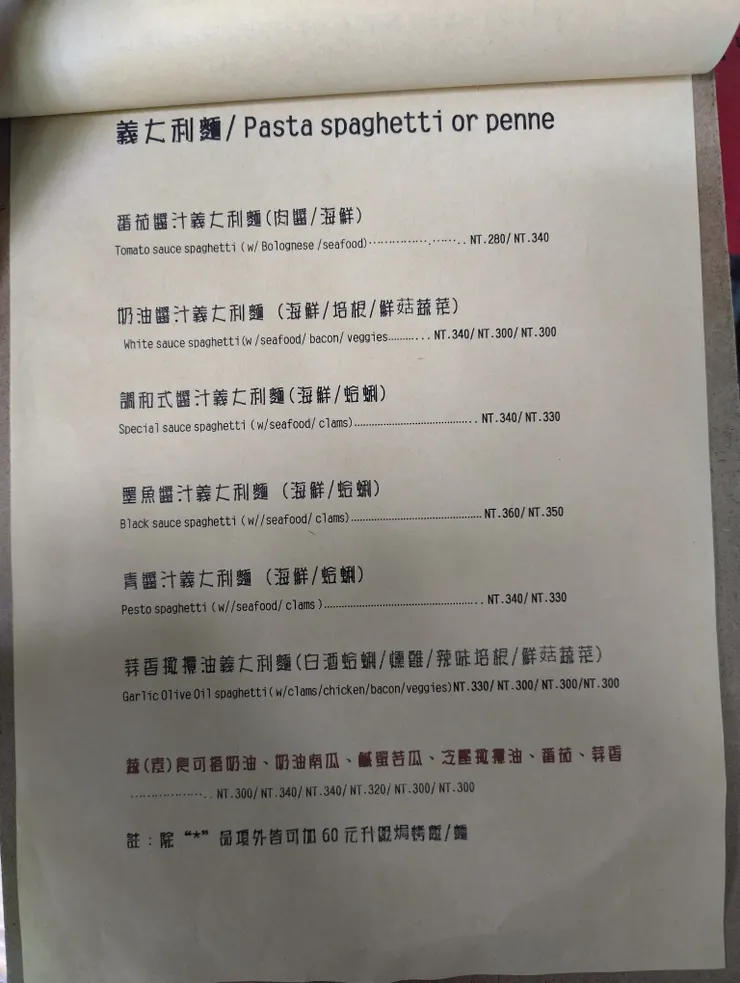 義大利麵/ Pasta spaghetti or penne
番茄醬汁義大利麵(肉醬/海鮮)
Tomato sauce spaghetti ( w/ Bolognese /seafood)····················.. NT.280/ NT.340
奶油醬汁義大利麵 (海鮮/培根/鮮菇蔬菜)
White sauce spaghetti(w /seafood/ bacon/ veggies............ NT.340/ NT.300/ NT.300
調和式醬汁義大利麵(海鮮/蛤蜊)
Special sauce spaghetti ( w/seafood/ clams)........................................ NT.340/ NT.330
墨魚醬汁義大利麵 (海鮮/蛤蜊)
Black sauce spaghetti ( w//seafood/ clams)........................................ NT.360/ NT.350
青醬汁義大利麵 (海鮮/蛤蜊)
Pesto spaghetti ( w//seafood/ clams )............................................... NT.340/ NT.330
蒜香橄欖油義大利麵(白酒蛤蜊/燻雞/辣味培根/鮮菇蔬菜)
Garlic Olive Oil spaghetti( w/clams/chicken/bacon/veggies)NT.330/ NT.300/ NT.300/NT.300
蔬(素)食可搭奶油、奶油南瓜、鹹蛋苦瓜、芝麻橄欖油、番茄、蒜香
···················.. NT.300/ NT.340/ NT.340/ NT.320/ NT.300/ NT.300
註：除 “*” 品項外皆可加 60 元升級焗烤飯/麵